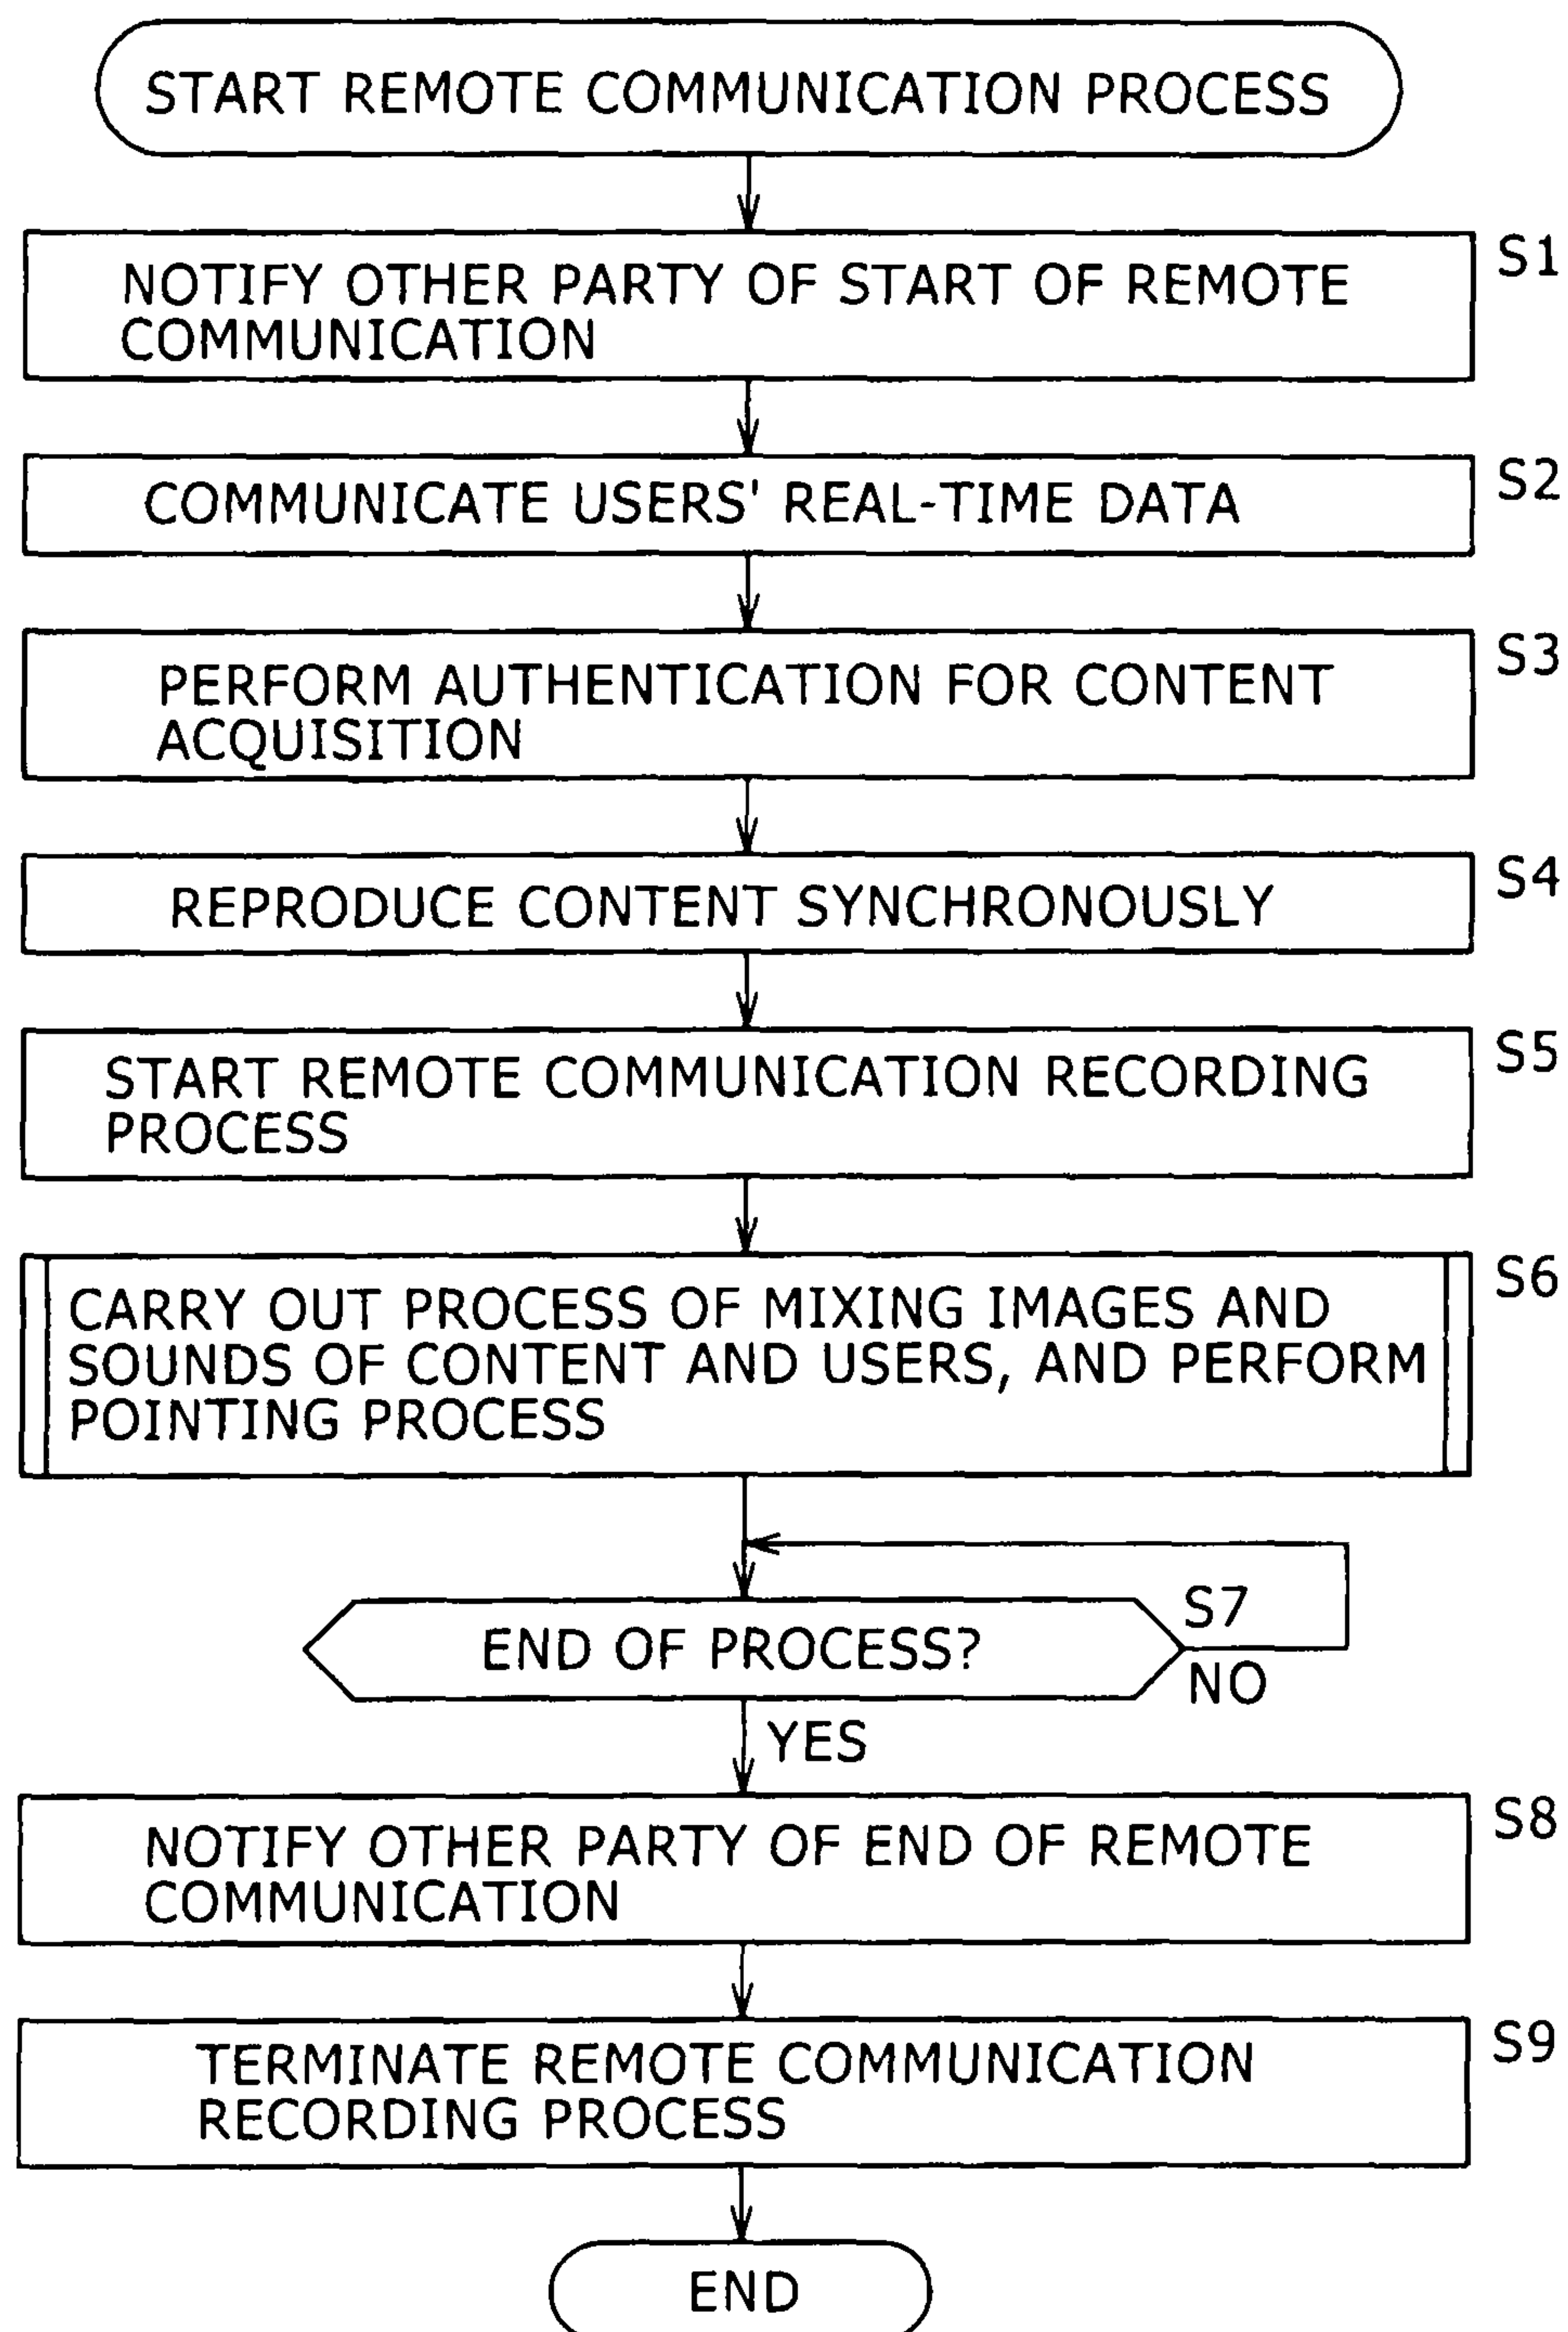 START REMOTE COMMUNICATION PROCESS
S1
NOTIFY OTHER PARTY OF START OF REMOTE
COMMUNICATION
S2
COMMUNICATE USERS' REAL-TIME DATA
S3
PERFORM AUTHENTICATION FOR CONTENT
ACQUISITION
S4
REPRODUCE CONTENT SYNCHRONOUSLY
S5
START REMOTE COMMUNICATION RECORDING
PROCESS
S6
CARRY OUT PROCESS OF MIXING IMAGES AND
SOUNDS OF CONTENT AND USERS, AND PERFORM
POINTING PROCESS
S7
END OF PROCESS?
NO
YES
S8
NOTIFY OTHER PARTY OF END OF REMOTE
COMMUNICATION
S9
TERMINATE REMOTE COMMUNICATION
RECORDING PROCESS
END